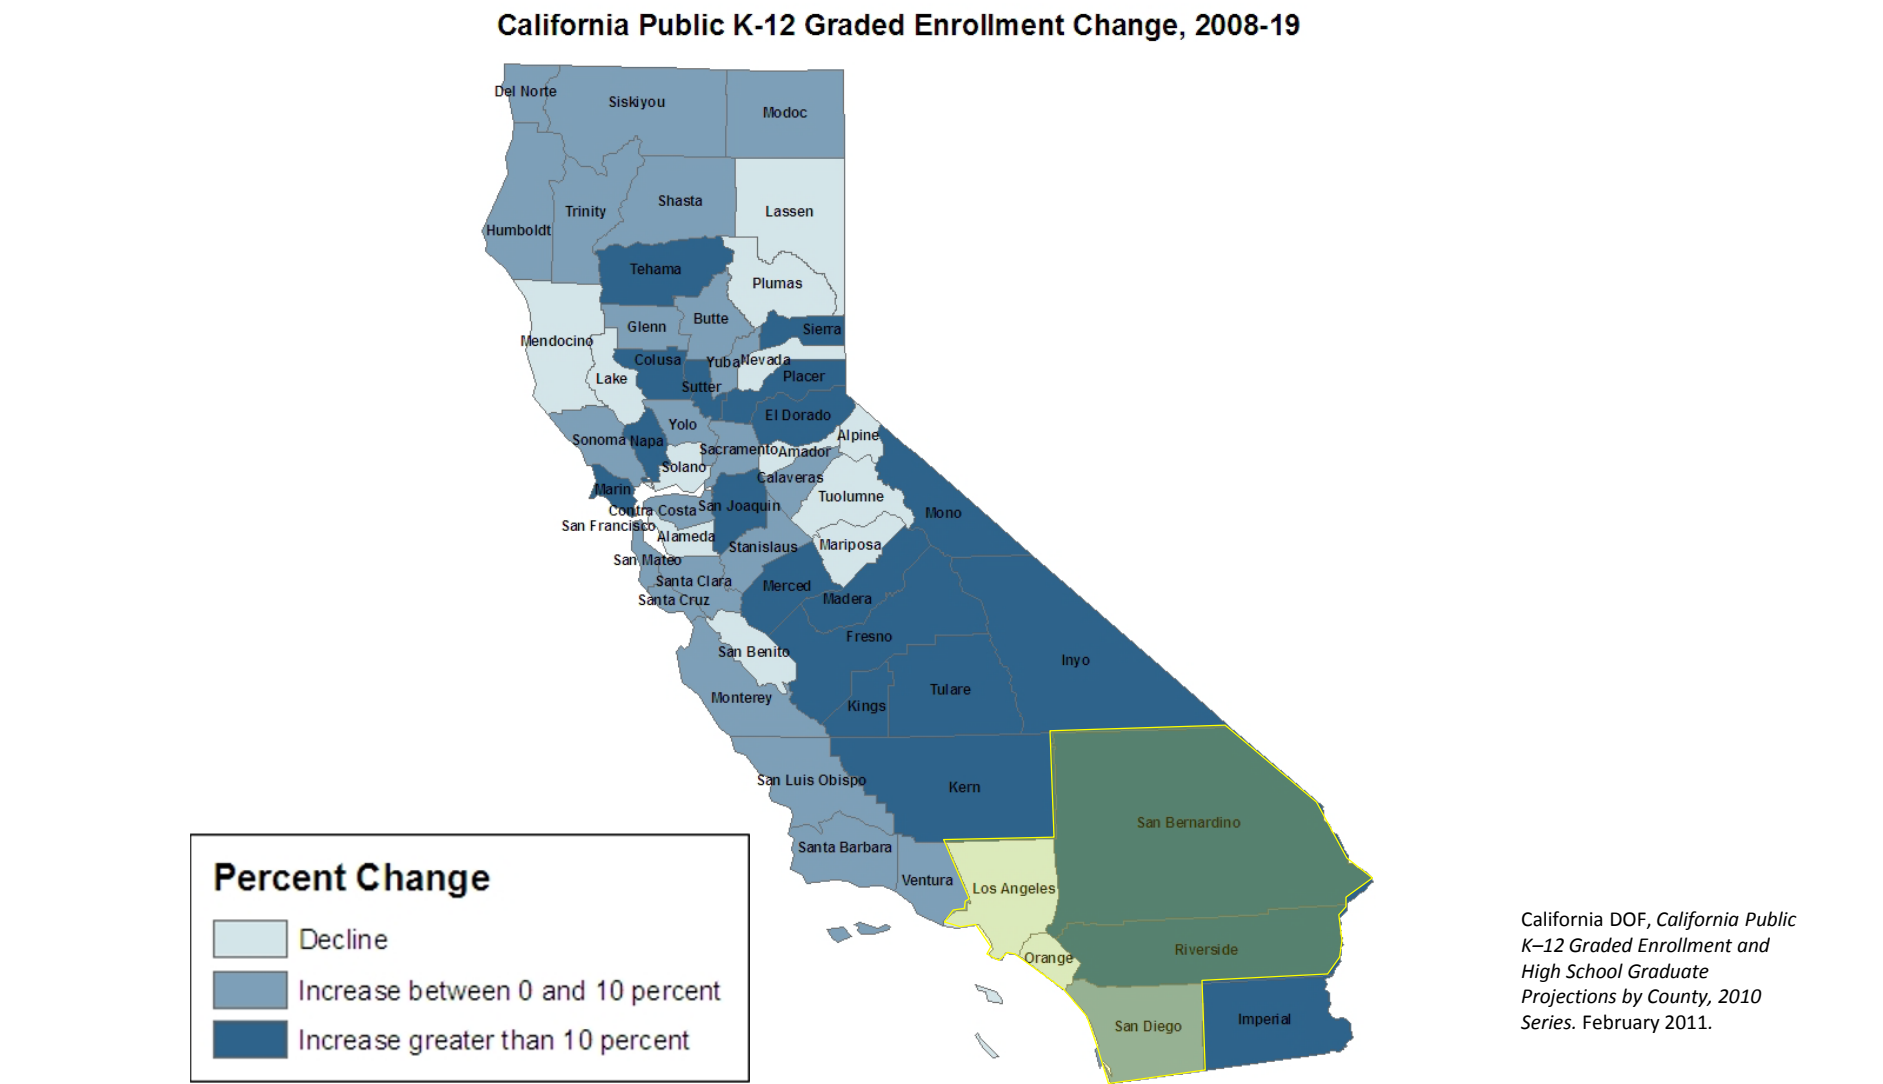 California Public K-12 Graded Enrollment Change, 2008-19
Del Norte
Siskiyou
Modoc
Humboldt
Trinity
Shasta
Lassen
Tehama
Plumas
Mendocino
Glenn
Butte
Sierra
Lake
Colusa
Yuba
Nevada
Sutter
Placer
El Dorado
Sonoma
Napa
Yolo
Sacramento
Amador
Alpine
Solano
Marin
Calaveras
Contra Costa
San Joaquin
Tuolumne
Mono
San Francisco
Alameda
Stanislaus
Mariposa
San Mateo
Santa Clara
Santa Cruz
Merced
Madera
Fresno
San Benito
Monterey
Kings
Tulare
Inyo
San Luis Obispo
Kern
San Bernardino
Santa Barbara
Ventura
Los Angeles
Orange
Riverside
San Diego
Imperial
Percent Change
Decline
Increase between 0 and 10 percent
Increase greater than 10 percent
California DOF, California Public
K–12 Graded Enrollment and
High School Graduate
Projections by County, 2010
Series. February 2011.